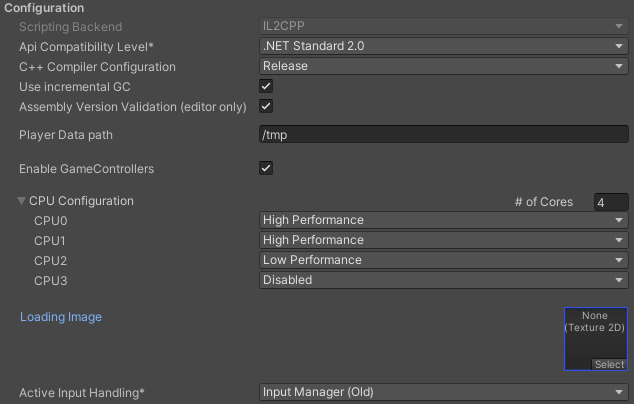 Configuration
Scripting Backend IL2CPP
Api Compatibility Level* .NET Standard 2.0
C++ Compiler Configuration Release
Use incremental GC
Assembly Version Validation (editor only)
Player Data path /tmp
Enable GameControllers
CPU Configuration # of Cores 4
CPU0 High Performance
CPU1 High Performance
CPU2 Low Performance
CPU3 Disabled
Loading Image None
(Texture 2D)
Select
Active Input Handling* Input Manager (Old)